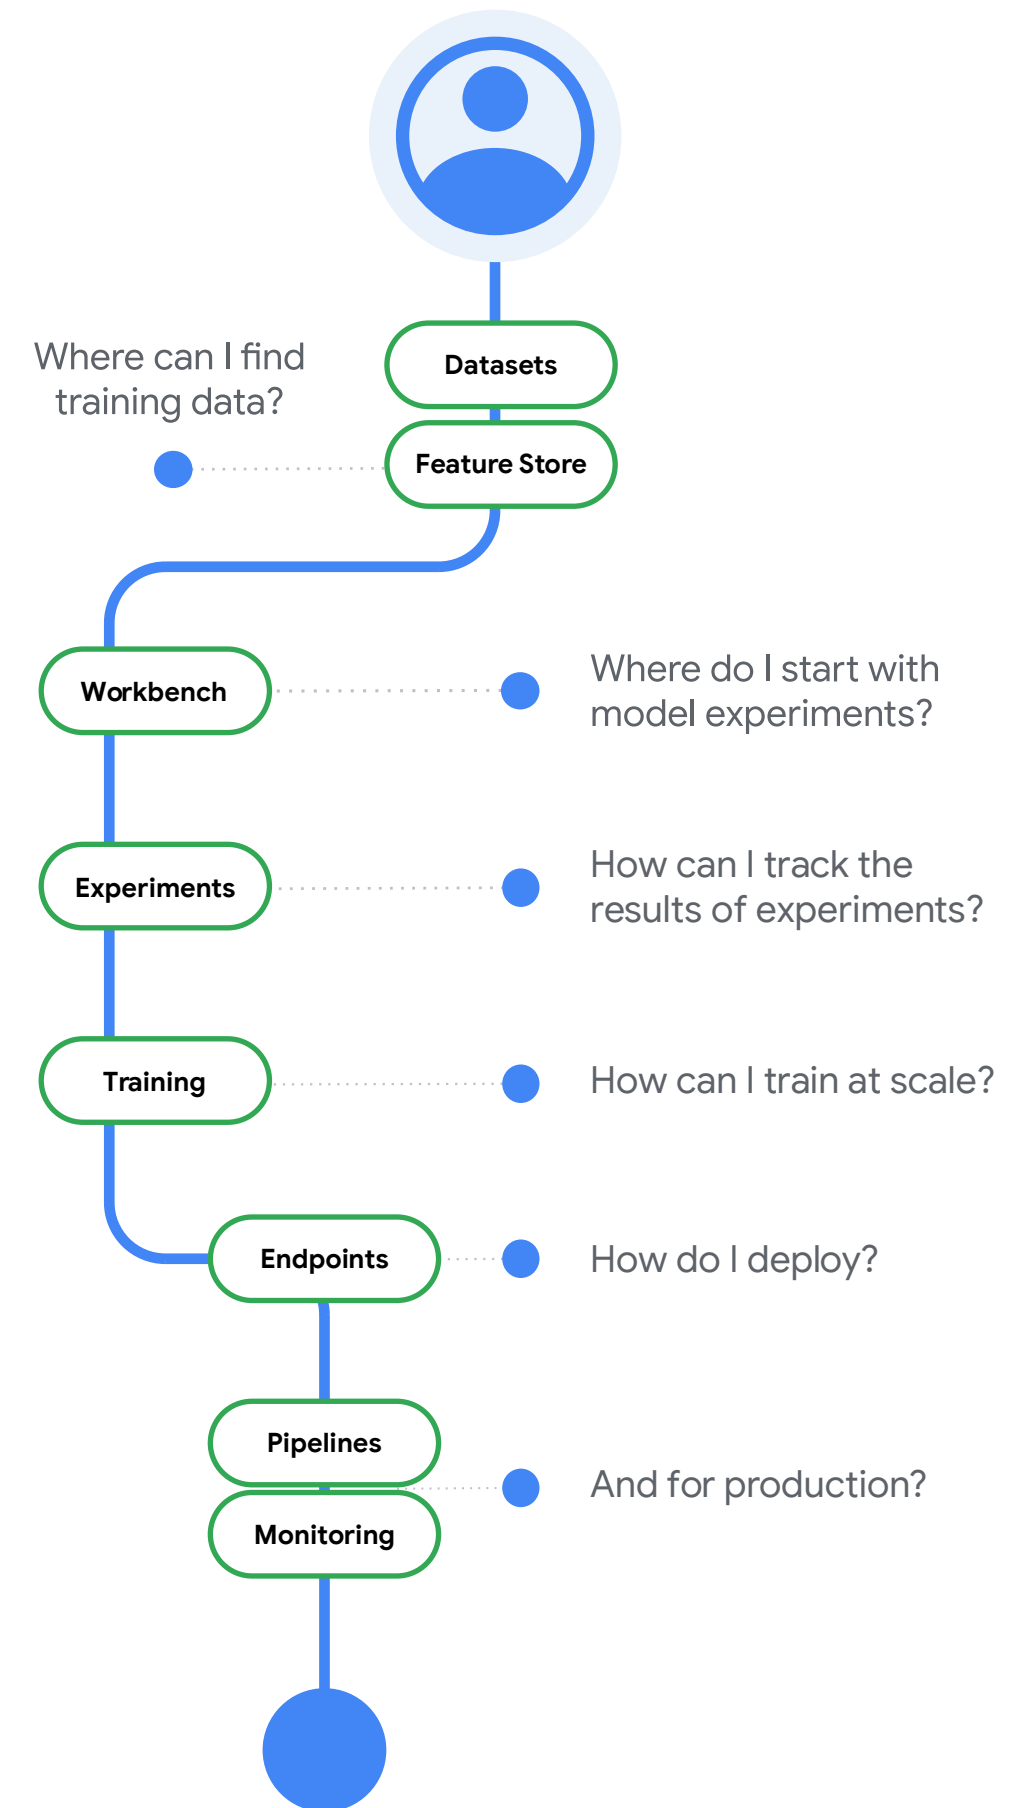 Where can I find
training data?
Datasets
Feature Store
Workbench
Where do I start with
model experiments?
Experiments
How can I track the
results of experiments?
Training
How can I train at scale?
Endpoints
How do I deploy?
Pipelines
And for production?
Monitoring